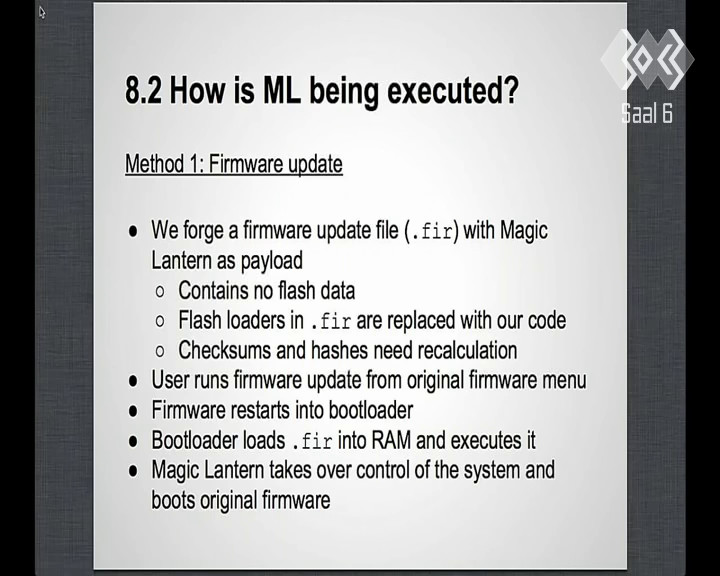 8.2 How is ML being executed?
Saal 6
Method 1: Firmware update
● We forge a firmware update file (.fir) with Magic
Lantern as payload
○ Contains no flash data
○ Flash loaders in .fir are replaced with our code
○ Checksums and hashes need recalculation
● User runs firmware update from original firmware menu
● Firmware restarts into bootloader
● Bootloader loads .fir into RAM and executes it
● Magic Lantern takes over control of the system and
boots original firmware